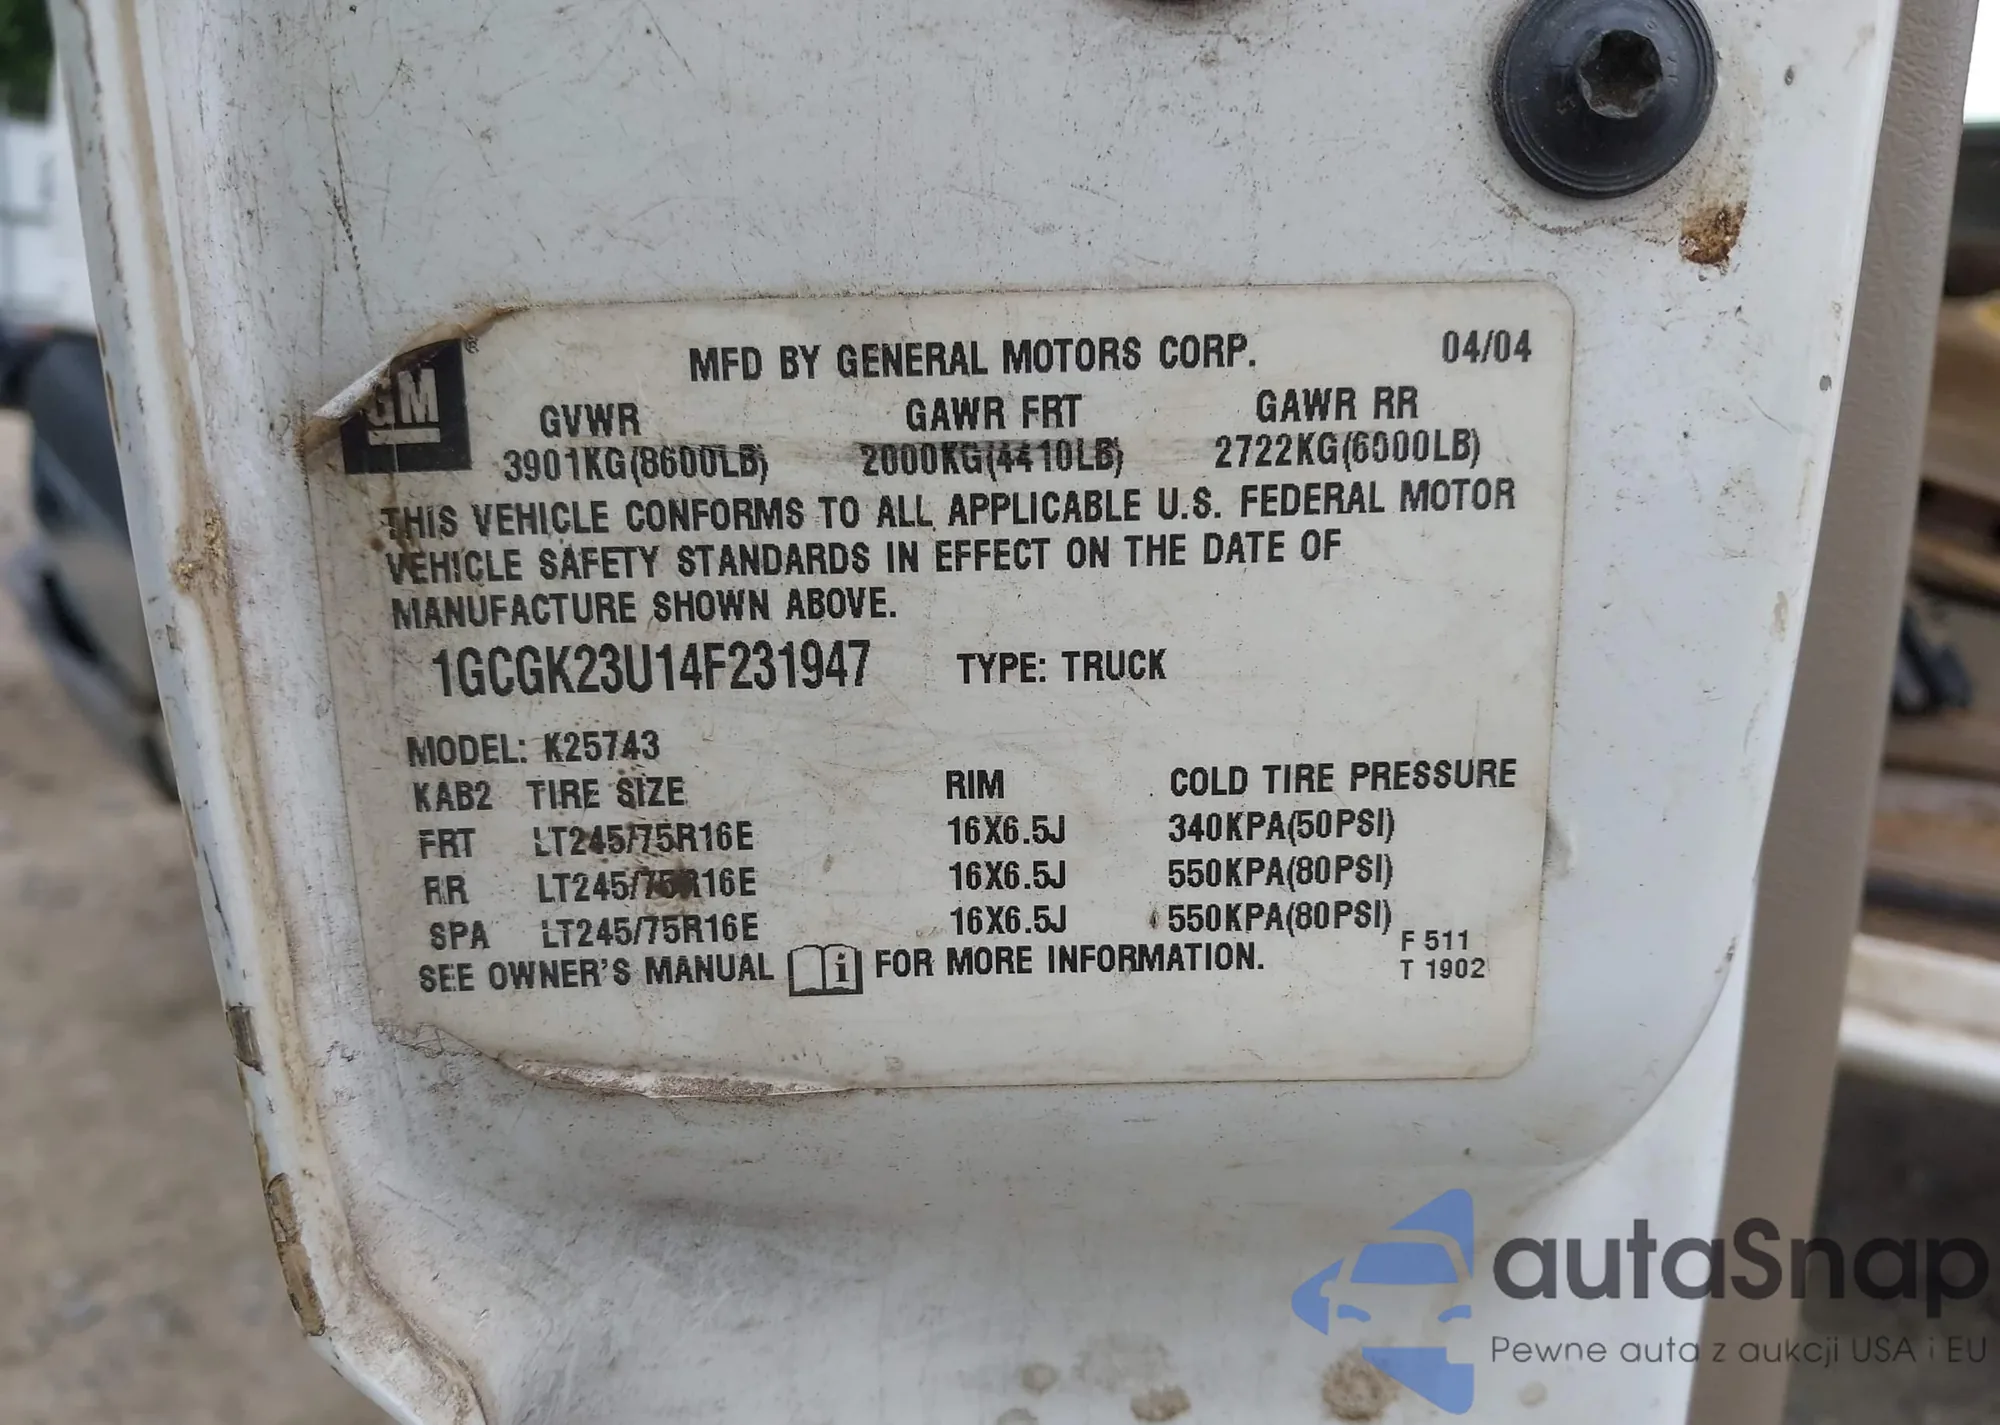 MFD BY GENERAL MOTORS CORP. 04/04
GM
GVWR GAWR FRT GAWR RR
3901KG(8600LB) 2000KG(4410LB) 2722KG(6000LB)
THIS VEHICLE CONFORMS TO ALL APPLICABLE U.S. FEDERAL MOTOR
VEHICLE SAFETY STANDARDS IN EFFECT ON THE DATE OF
MANUFACTURE SHOWN ABOVE.
1GCGK23U14F231947 TYPE: TRUCK
MODEL: K25743
KAB2 TIRE SIZE RIM COLD TIRE PRESSURE
FRT LT245/75R16E 16X6.5J 340KPA(50PSI)
RR LT245/75R16E 16X6.5J 550KPA(80PSI)
SPA LT245/75R16E 16X6.5J 550KPA(80PSI)
SEE OWNER'S MANUAL i FOR MORE INFORMATION.
F 511
T 1902
autaSnap
Pewne auta z aukcji USA i EU